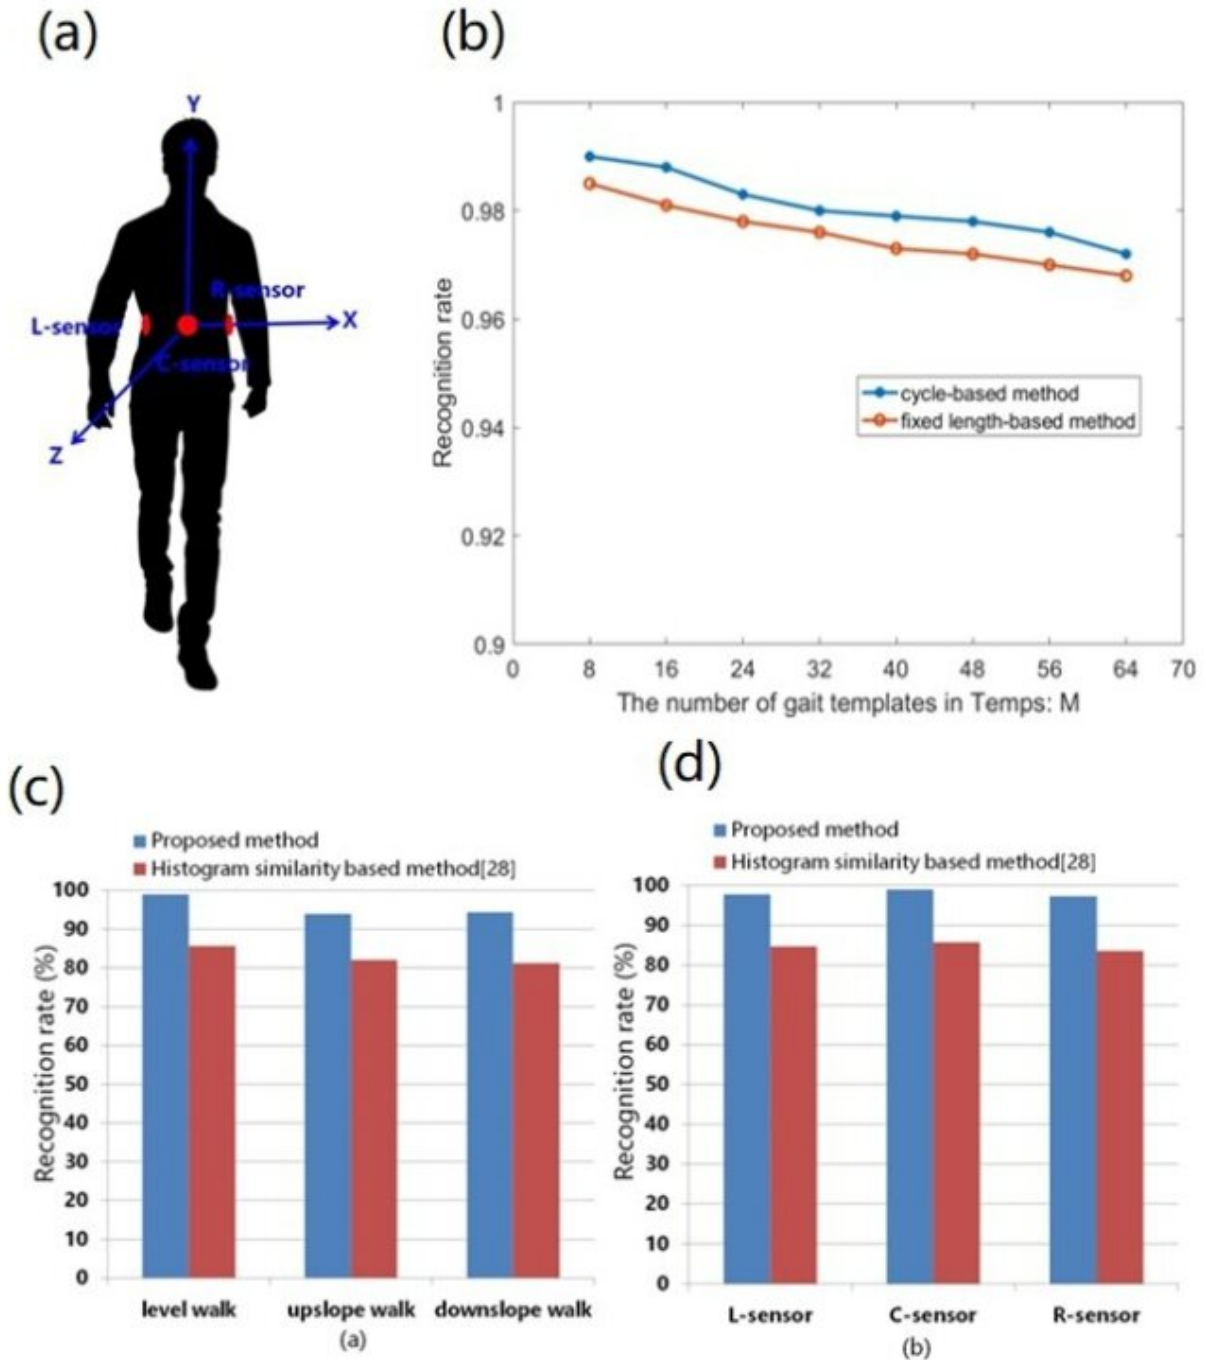 (a)
Y
R-sensor
L-sensor
X
C-sensor
Z
(b)
1
0.98
0.96
0.94
0.92
0.9
Recognition rate
cycle-based method
fixed length-based method
0 8 16 24 32 40 48 56 64 70
The number of gait templates in Temps: M
(c)
Proposed method
Histogram similarity based method[28]
100
90
80
70
60
50
40
30
20
10
0
Recognition rate (%)
level walk upslope walk downslope walk
(a)
(d)
Proposed method
Histogram similarity based method[28]
100
90
80
70
60
50
40
30
20
10
0
Recognition rate (%)
L-sensor C-sensor R-sensor
(b)